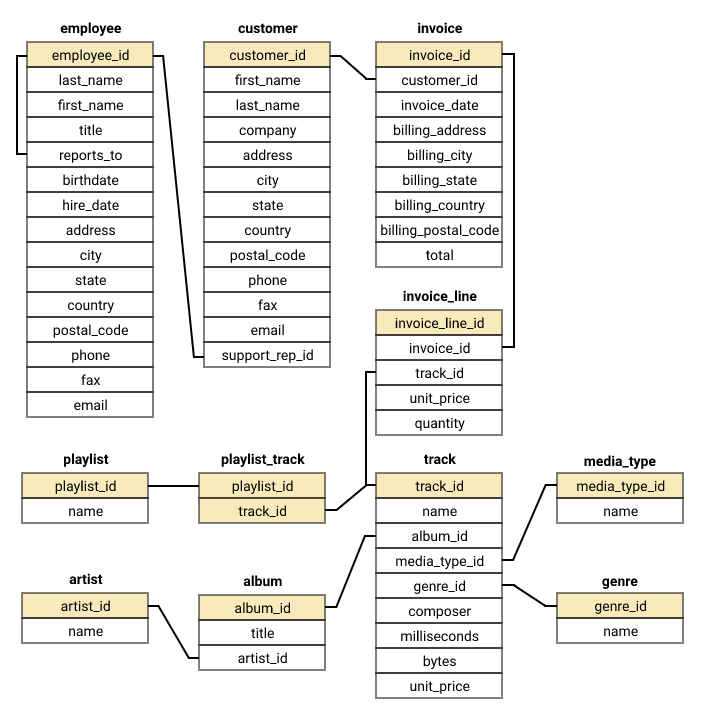 employee
employee_id
last_name
first_name
title
reports_to
birthdate
hire_date
address
city
state
country
postal_code
phone
fax
email
customer
customer_id
first_name
last_name
company
address
city
state
country
postal_code
phone
fax
email
support_rep_id
invoice
invoice_id
customer_id
invoice_date
billing_address
billing_city
billing_state
billing_country
billing_postal_code
total
invoice_line
invoice_line_id
invoice_id
track_id
unit_price
quantity
playlist
playlist_id
name
playlist_track
playlist_id
track_id
track
track_id
name
album_id
media_type_id
genre_id
composer
milliseconds
bytes
unit_price
media_type
media_type_id
name
artist
artist_id
name
album
album_id
title
artist_id
genre
genre_id
name